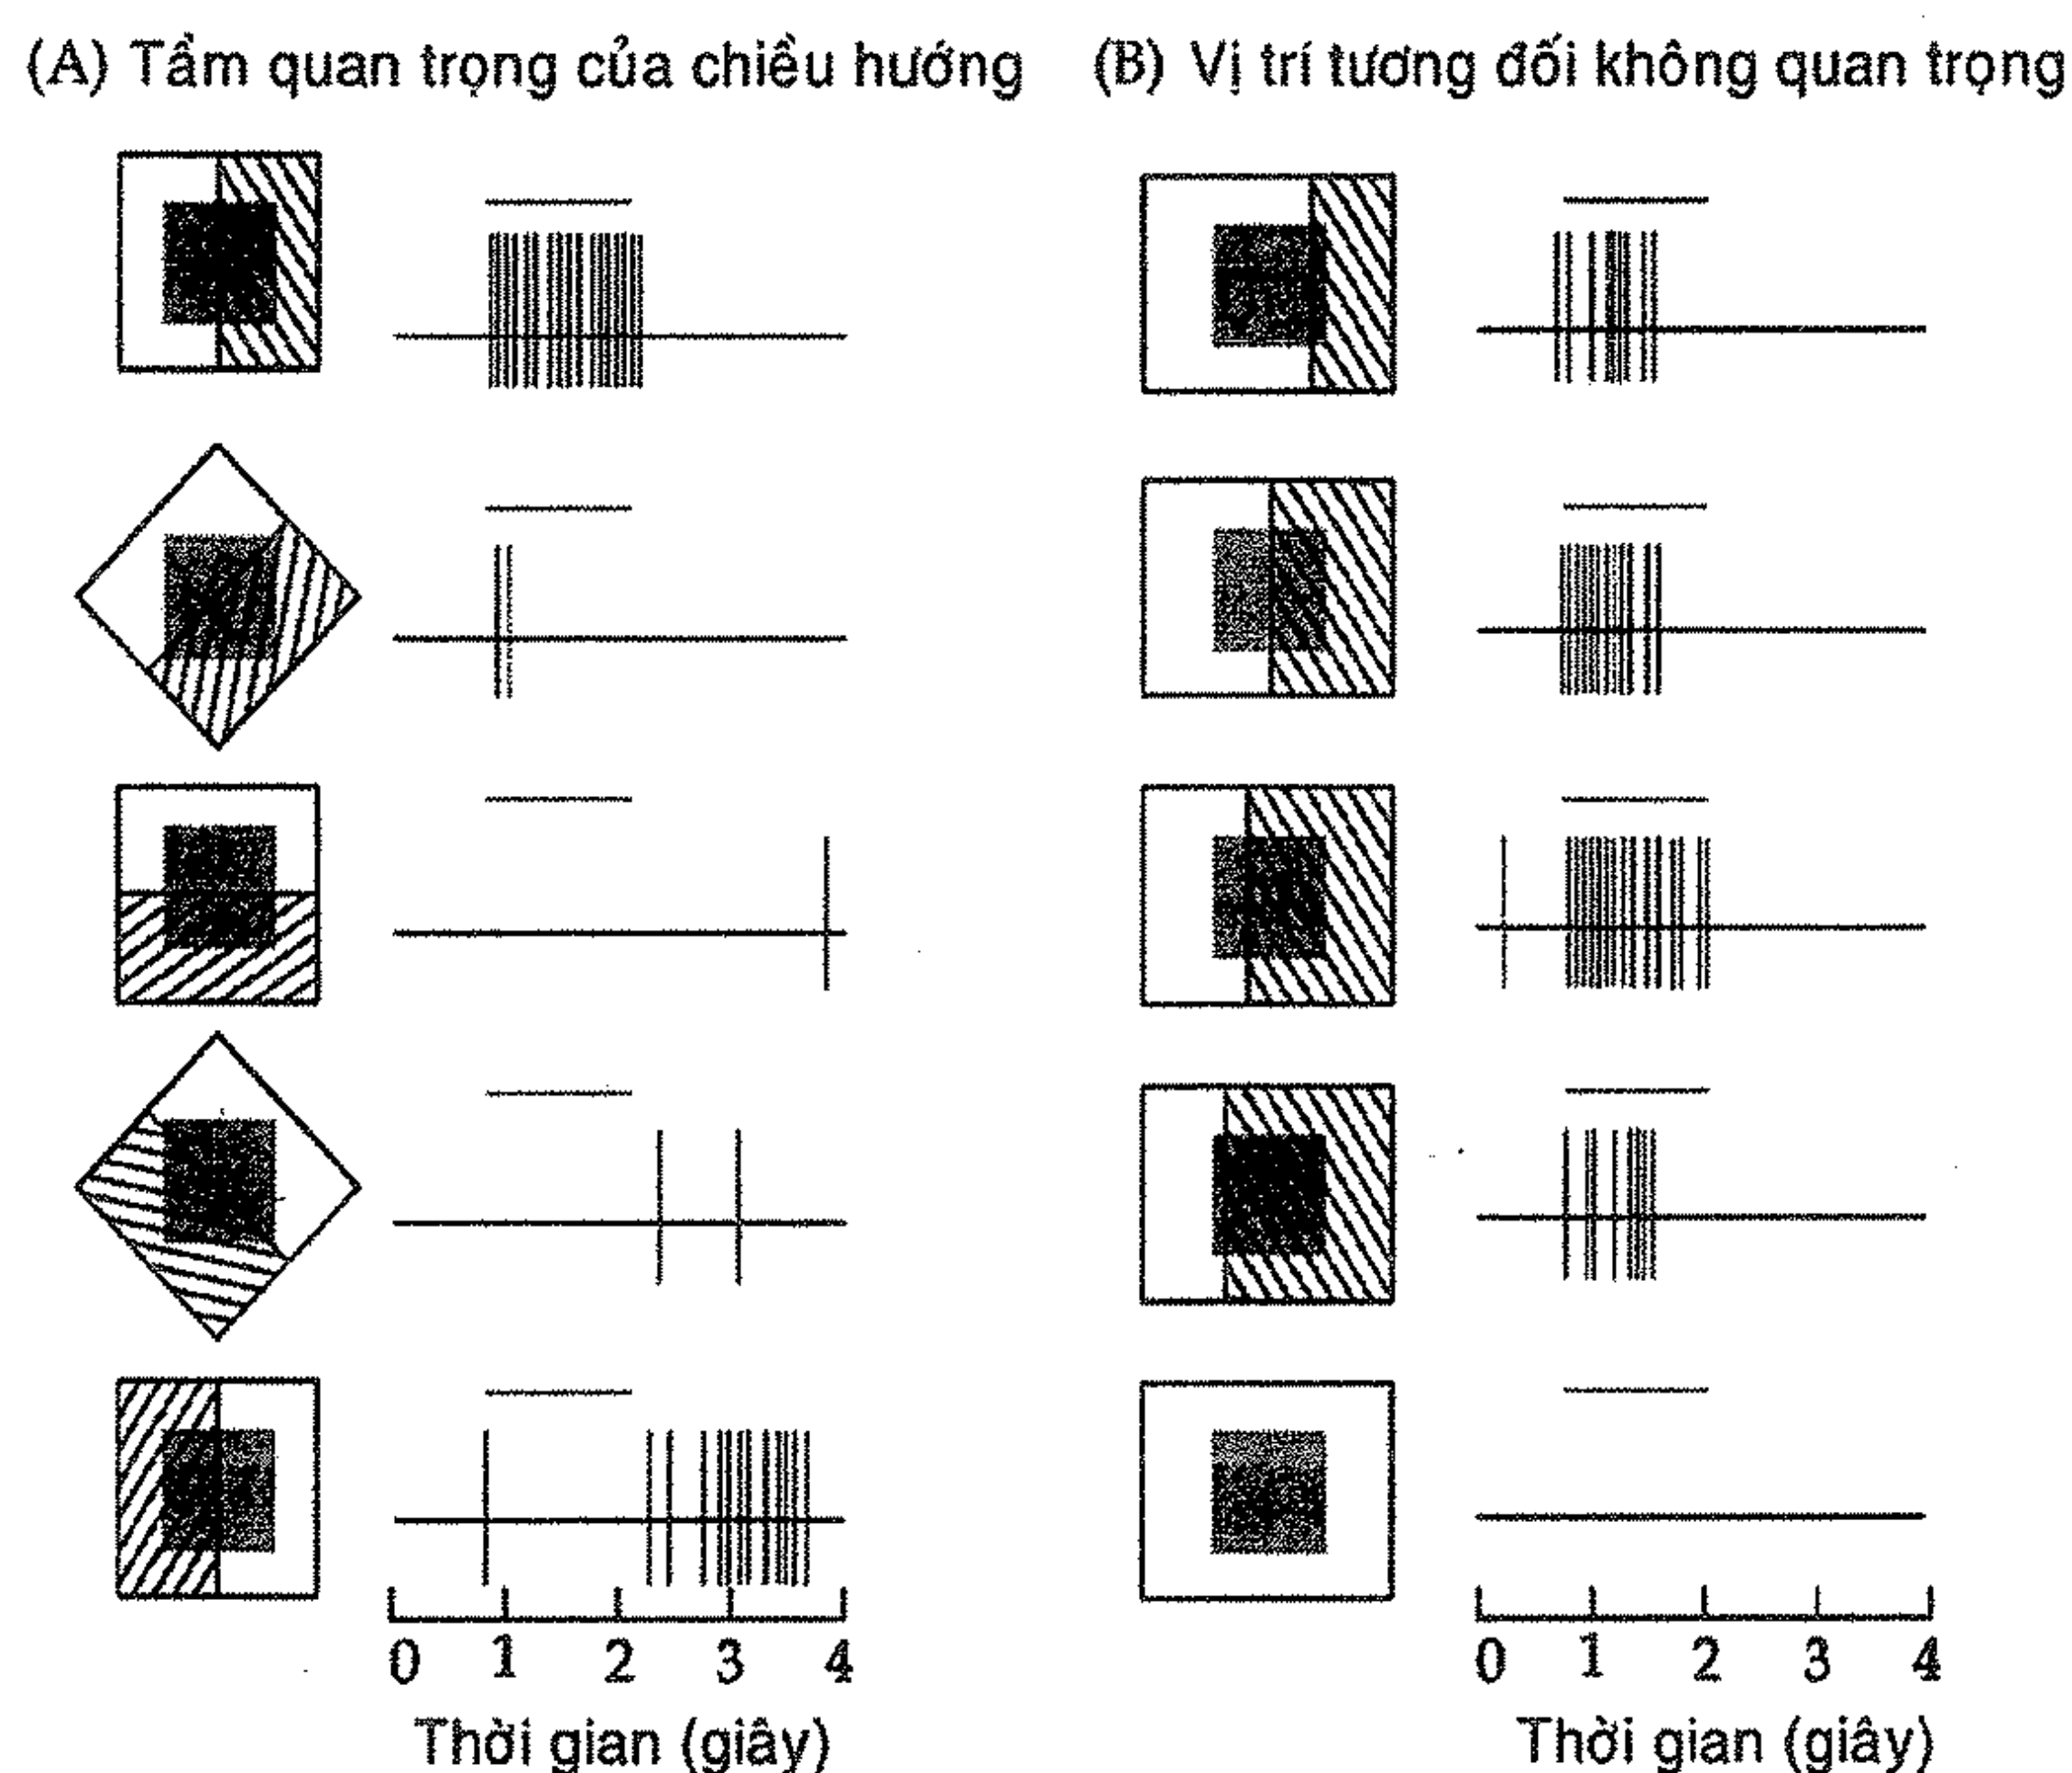 (A) Tầm quan trọng của chiều hướng
(B) Vị trí tương đối không quan trọng
0 1 2 3 4
Thời gian (giây)
0 1 2 3 4
Thời gian (giây)